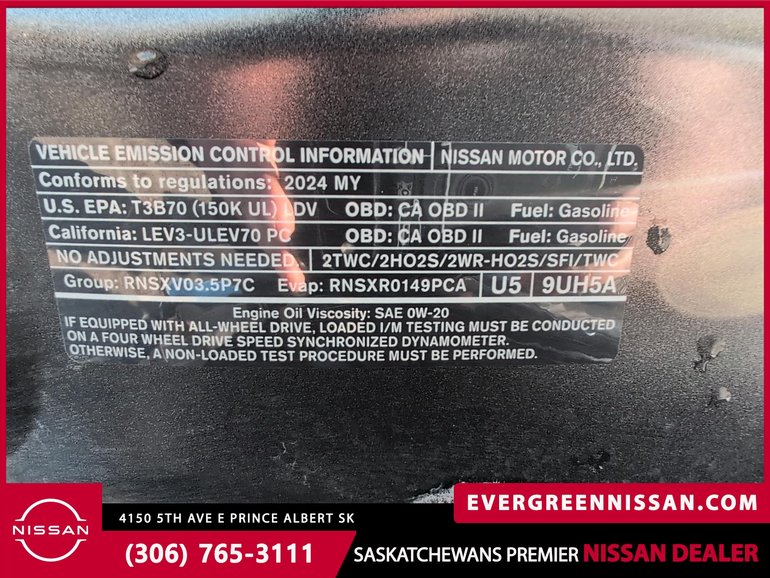 VEHICLE EMISSION CONTROL INFORMATION NISSAN MOTOR CO., LTD.
Conforms to regulations: 2024 MY
U.S. EPA: T3B70 (150K UL) LDV OBD: CA OBD II Fuel: Gasoline
California: LEV3-ULEV70 PC OBD: CA OBD II Fuel: Gasoline
NO ADJUSTMENTS NEEDED. 2TWC/2HO2S/2WR-HO2S/SFI/TWC
Group: RNSXV03.5P7C Evap: RNSXR0149PCA U5 9UH5A
Engine Oil Viscosity: SAE 0W-20
IF EQUIPPED WITH ALL-WHEEL DRIVE, LOADED I/M TESTING MUST BE CONDUCTED
ON A FOUR WHEEL DRIVE SPEED SYNCHRONIZED DYNAMOMETER.
OTHERWISE, A NON-LOADED TEST PROCEDURE MUST BE PERFORMED.
EVERGREENNISSAN.COM
NISSAN
4150 5TH AVE E PRINCE ALBERT SK
(306) 765-3111
SASKATCHEWANS PREMIER NISSAN DEALER